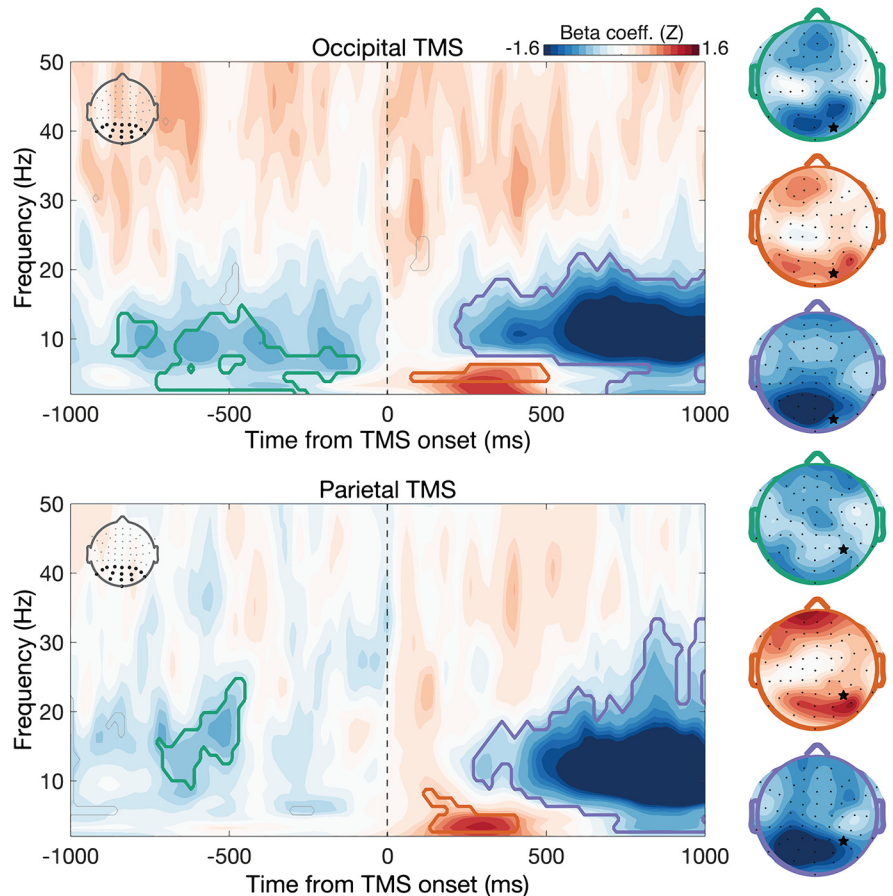 Beta coeff. (Z)
Occipital TMS -1.6 1.6
50
40
30
20
10
Frequency (Hz)
-1000 -500 0 500 1000
Time from TMS onset (ms)
Parietal TMS
50
40
30
20
10
Frequency (Hz)
-1000 -500 0 500 1000
Time from TMS onset (ms)